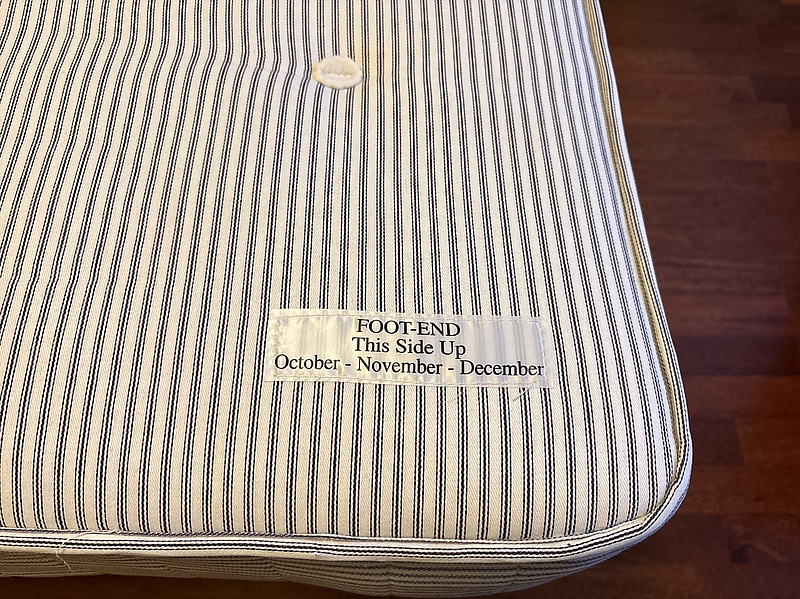 FOOT-END
This Side Up
October - November - December